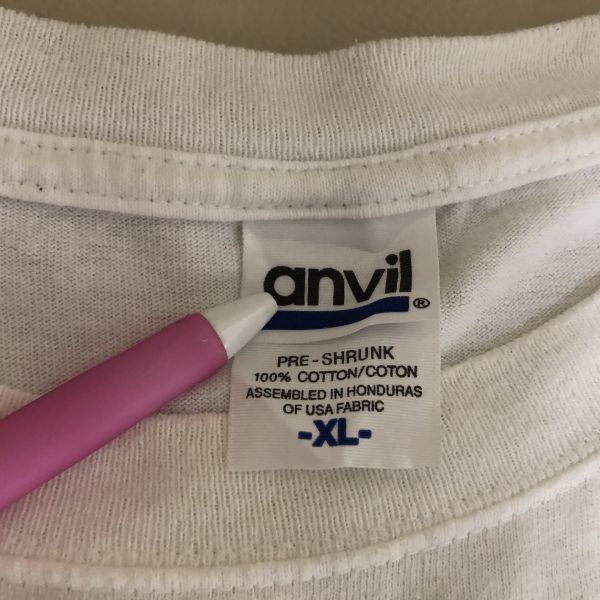 anvil®
PRE-SHRUNK
100% COTTON/COTON
ASSEMBLED IN HONDURAS
OF USA FABRIC
-XL-